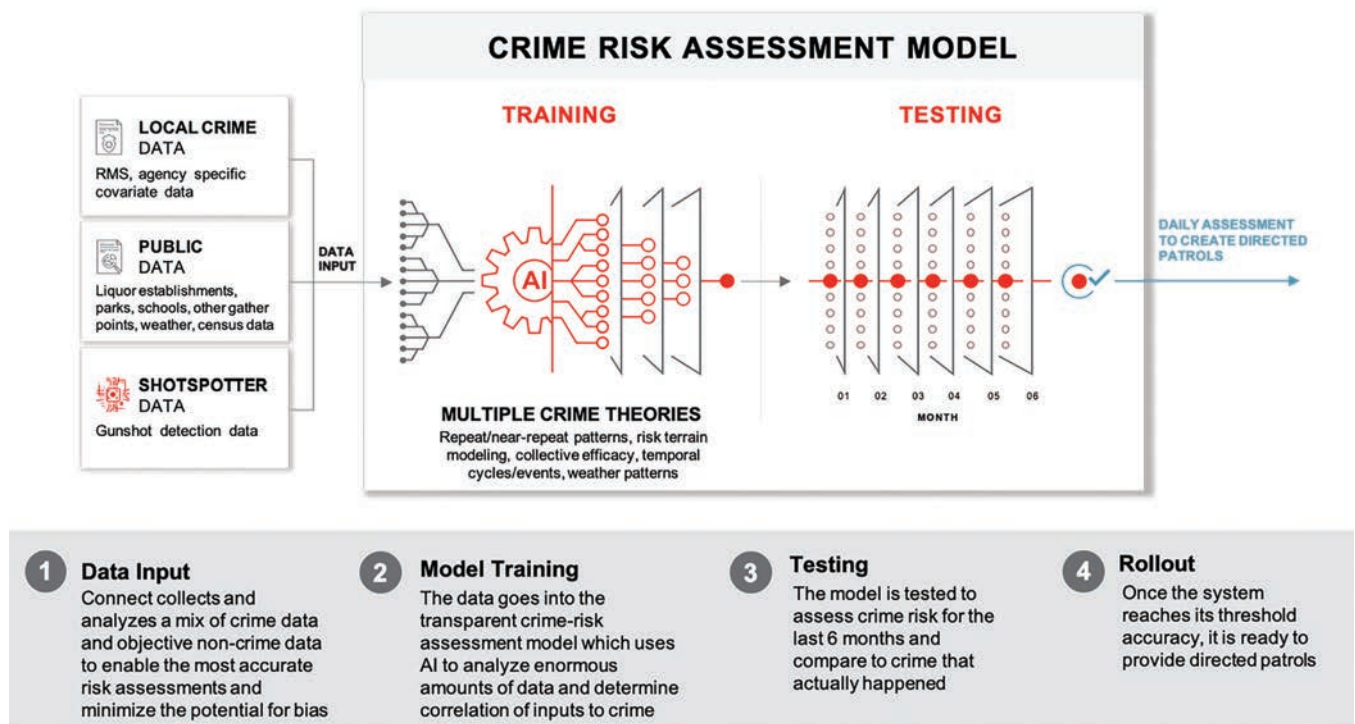 CRIME RISK ASSESSMENT MODEL
LOCAL CRIME
DATA
RMS, agency specific
covariate data
PUBLIC
DATA
Liquor establishments,
parks, schools, other gather
points, weather, census data
SHOTSPOTTER
DATA
Gunshot detection data
DATA
INPUT
TRAINING
AI
MULTIPLE CRIME THEORIES
Repeat/near-repeat patterns, risk terrain
modeling, collective efficacy, temporal
cycles/events, weather patterns
TESTING
01 02 03 04 05 06
MONTH
DAILY ASSESSMENT
TO CREATE DIRECTED
PATROLS
1 Data Input
Connect collects and
analyzes a mix of crime data
and objective non-crime data
to enable the most accurate
risk assessments and
minimize the potential for bias
2 Model Training
The data goes into the
transparent crime-risk
assessment model which uses
AI to analyze enormous
amounts of data and determine
correlation of inputs to crime
3 Testing
The model is tested to
assess crime risk for the
last 6 months and
compare to crime that
actually happened
4 Rollout
Once the system
reaches its threshold
accuracy, it is ready to
provide directed patrols